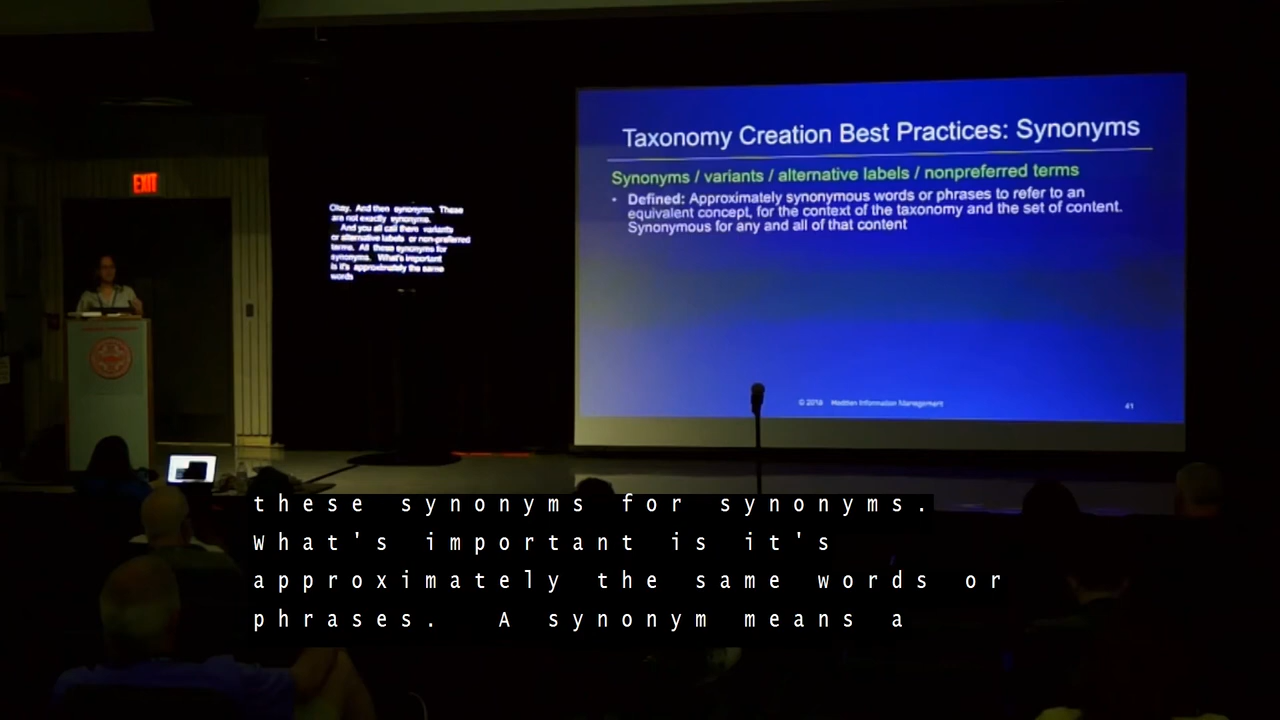 EXIT
Okay. And then synonyms. These
are not exactly synonyms.
And you all call them variants
or alternative labels or non-preferred
terms. All these synonyms for
synonyms. What's important
is it's approximately the same
words
Taxonomy Creation Best Practices: Synonyms
Synonyms / variants / alternative labels / nonpreferred terms
• Defined: Approximately synonymous words or phrases to refer to an
equivalent concept, for the context of the taxonomy and the set of content.
Synonymous for any and all of that content
Information Management
41
these synonyms for synonyms.
What's important is it's
approximately the same words or
phrases. A synonym means a